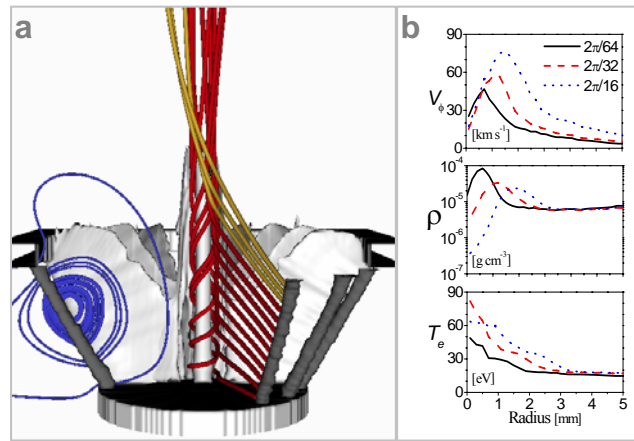 a
b
90
60
30
0
V_ϕ
[km s⁻¹]
2π/64
2π/32
2π/16
10⁻⁴
10⁻⁵
10⁻⁶
10⁻⁷
ρ
[g cm⁻³]
90
60
30
0
T_e
[eV]
0 1 2 3 4 5
Radius [mm]